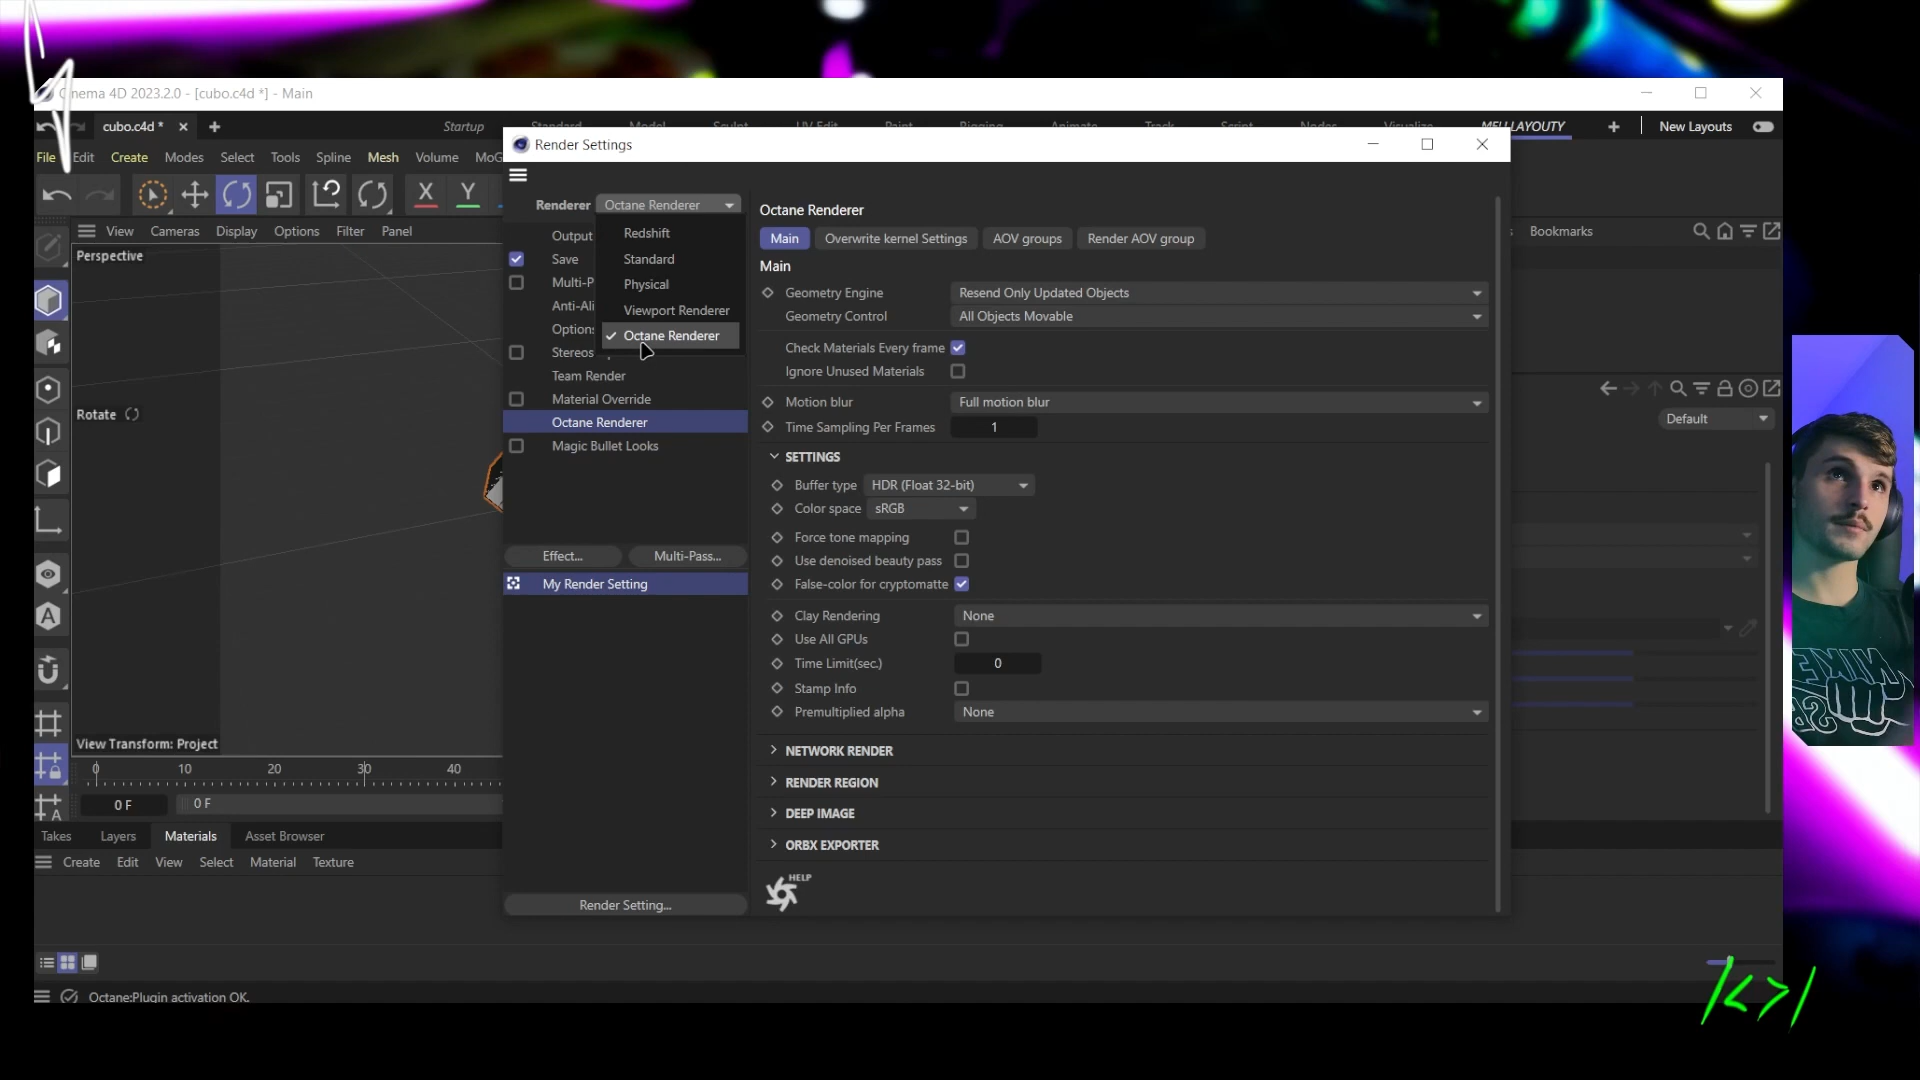 Cinema 4D 2023.2.0 - [cubo.c4d *] - Main
cubo.c4d *
Startup
MELLAYOUTY
New Layouts
File
Edit
Create
Modes
Select
Tools
Spline
Mesh
Volume
MoG
X
Y
View
Cameras
Display
Options
Filter
Panel
Perspective
Rotate
View Transform: Project
0
10
20
30
40
0 F
0 F
Takes
Layers
Materials
Asset Browser
Create
Edit
View
Select
Material
Texture
Octane:Plugin activation OK.
Render Settings
Renderer
Octane Renderer
Redshift
Standard
Physical
Viewport Renderer
Octane Renderer
Output
Save
Multi-P
Anti-Ali
Options
Stereos
Team Render
Material Override
Octane Renderer
Magic Bullet Looks
Effect...
Multi-Pass...
My Render Setting
Render Setting...
Octane Renderer
Main
Overwrite kernel Settings
AOV groups
Render AOV group
Main
Geometry Engine
Resend Only Updated Objects
Geometry Control
All Objects Movable
Check Materials Every frame
Ignore Unused Materials
Motion blur
Full motion blur
Time Sampling Per Frames
1
SETTINGS
Buffer type
HDR (Float 32-bit)
Color space
sRGB
Force tone mapping
Use denoised beauty pass
False-color for cryptomatte
Clay Rendering
None
Use All GPUs
Time Limit(sec.)
0
Stamp Info
Premultiplied alpha
None
NETWORK RENDER
RENDER REGION
DEEP IMAGE
ORBX EXPORTER
HELP
Bookmarks
Default